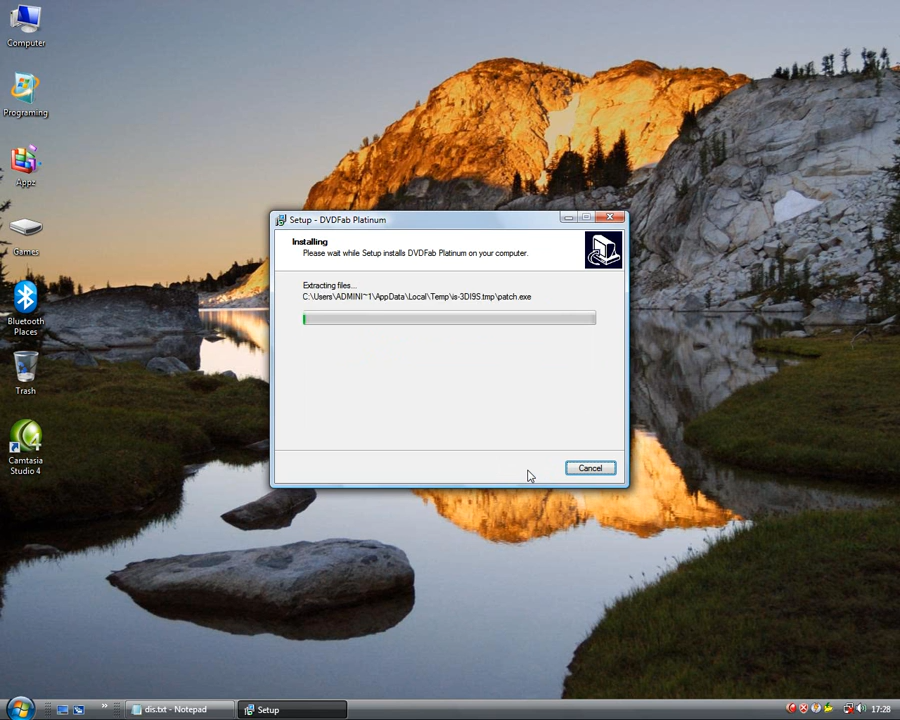 Computer
Programing
Appz
Games
Bluetooth
Places
Trash
Camtasia
Studio 4
Setup - DVDFab Platinum
Installing
Please wait while Setup installs DVDFab Platinum on your computer.
Extracting files...
C:\Users\ADMINI~1\AppData\Local\Temp\is-3DI9S.tmp\patch.exe
Cancel
dis.txt - Notepad
Setup
17:28